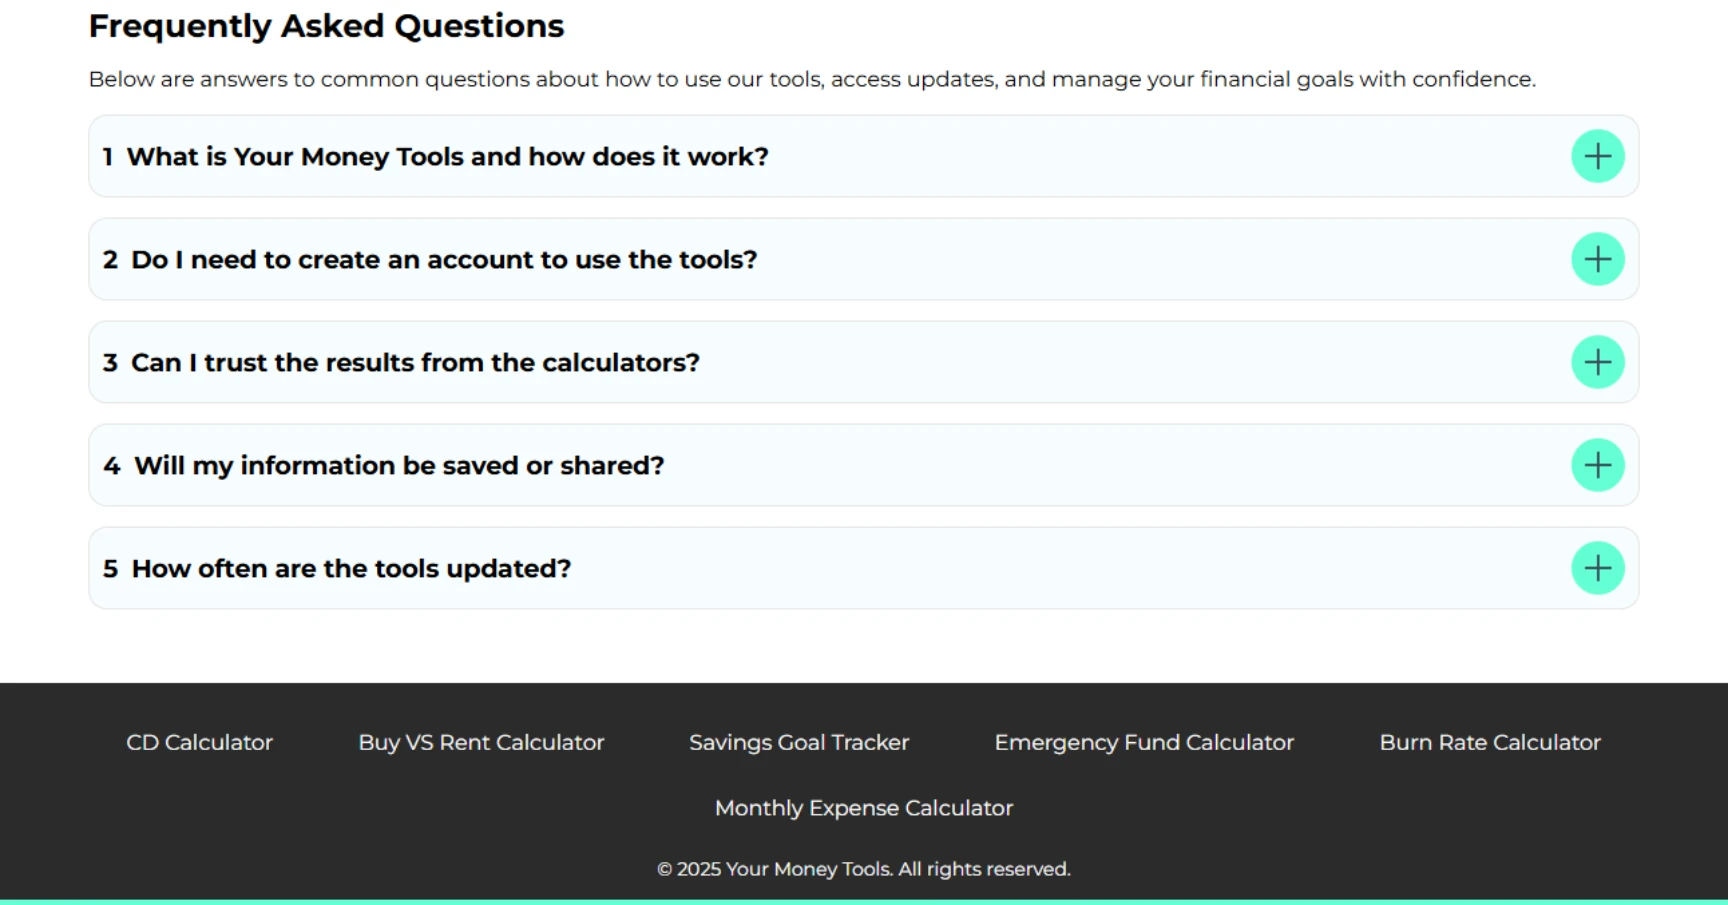 Frequently Asked Questions
Below are answers to common questions about how to use our tools, access updates, and manage your financial goals with confidence.
1 What is Your Money Tools and how does it work?
2 Do I need to create an account to use the tools?
3 Can I trust the results from the calculators?
4 Will my information be saved or shared?
5 How often are the tools updated?
CD Calculator Buy VS Rent Calculator Savings Goal Tracker Emergency Fund Calculator Burn Rate Calculator
Monthly Expense Calculator
© 2025 Your Money Tools. All rights reserved.